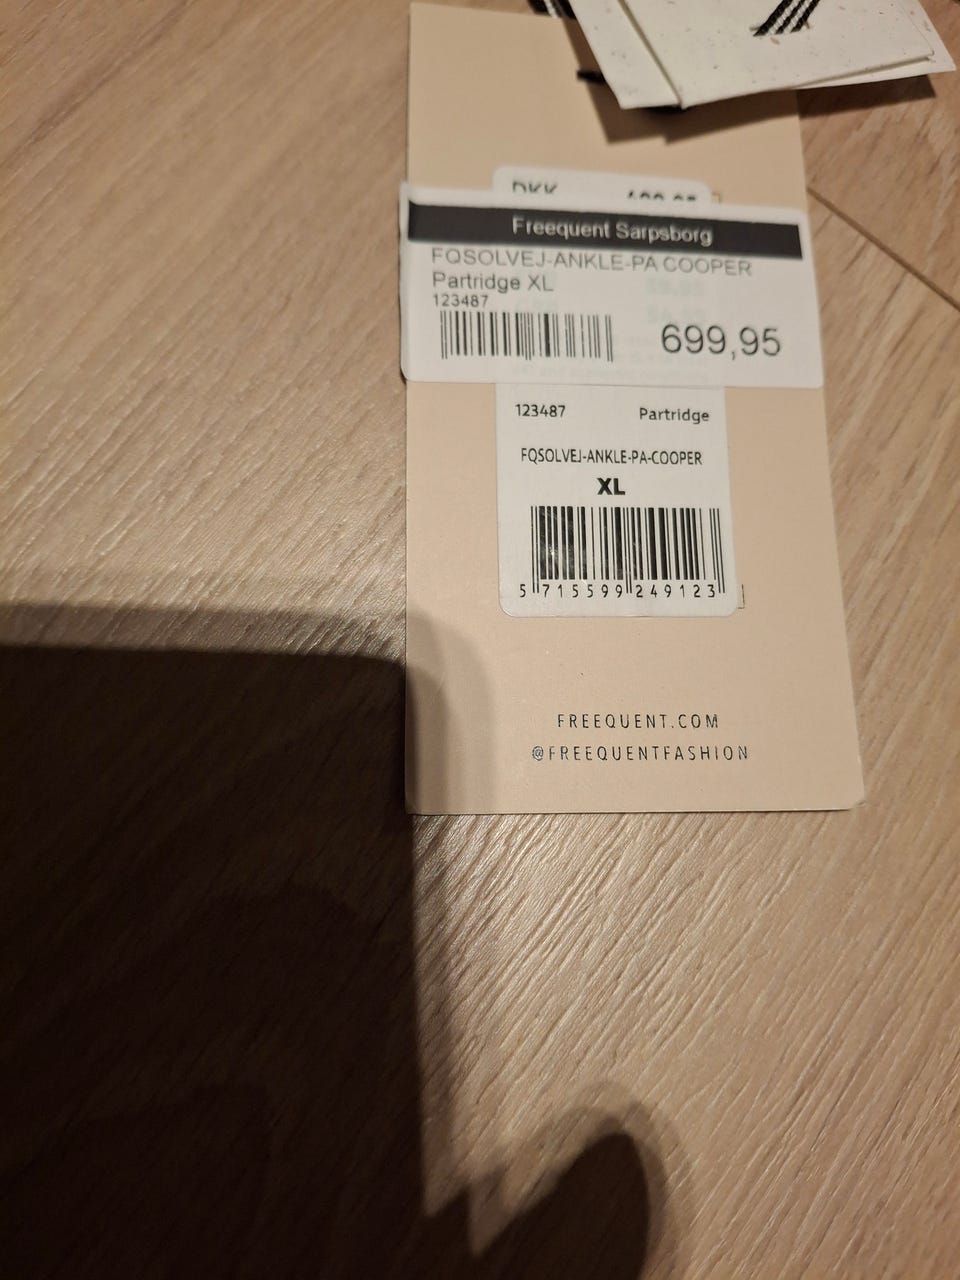 DKK
Freequent Sarpsborg
FQSOLVEJ-ANKLE-PA COOPER
Partridge XL
123487
699,95
123487 Partridge
FQSOLVEJ-ANKLE-PA-COOPER
XL
5 715599 249123
FREEQUENT.COM
@FREEQUENTFASHION